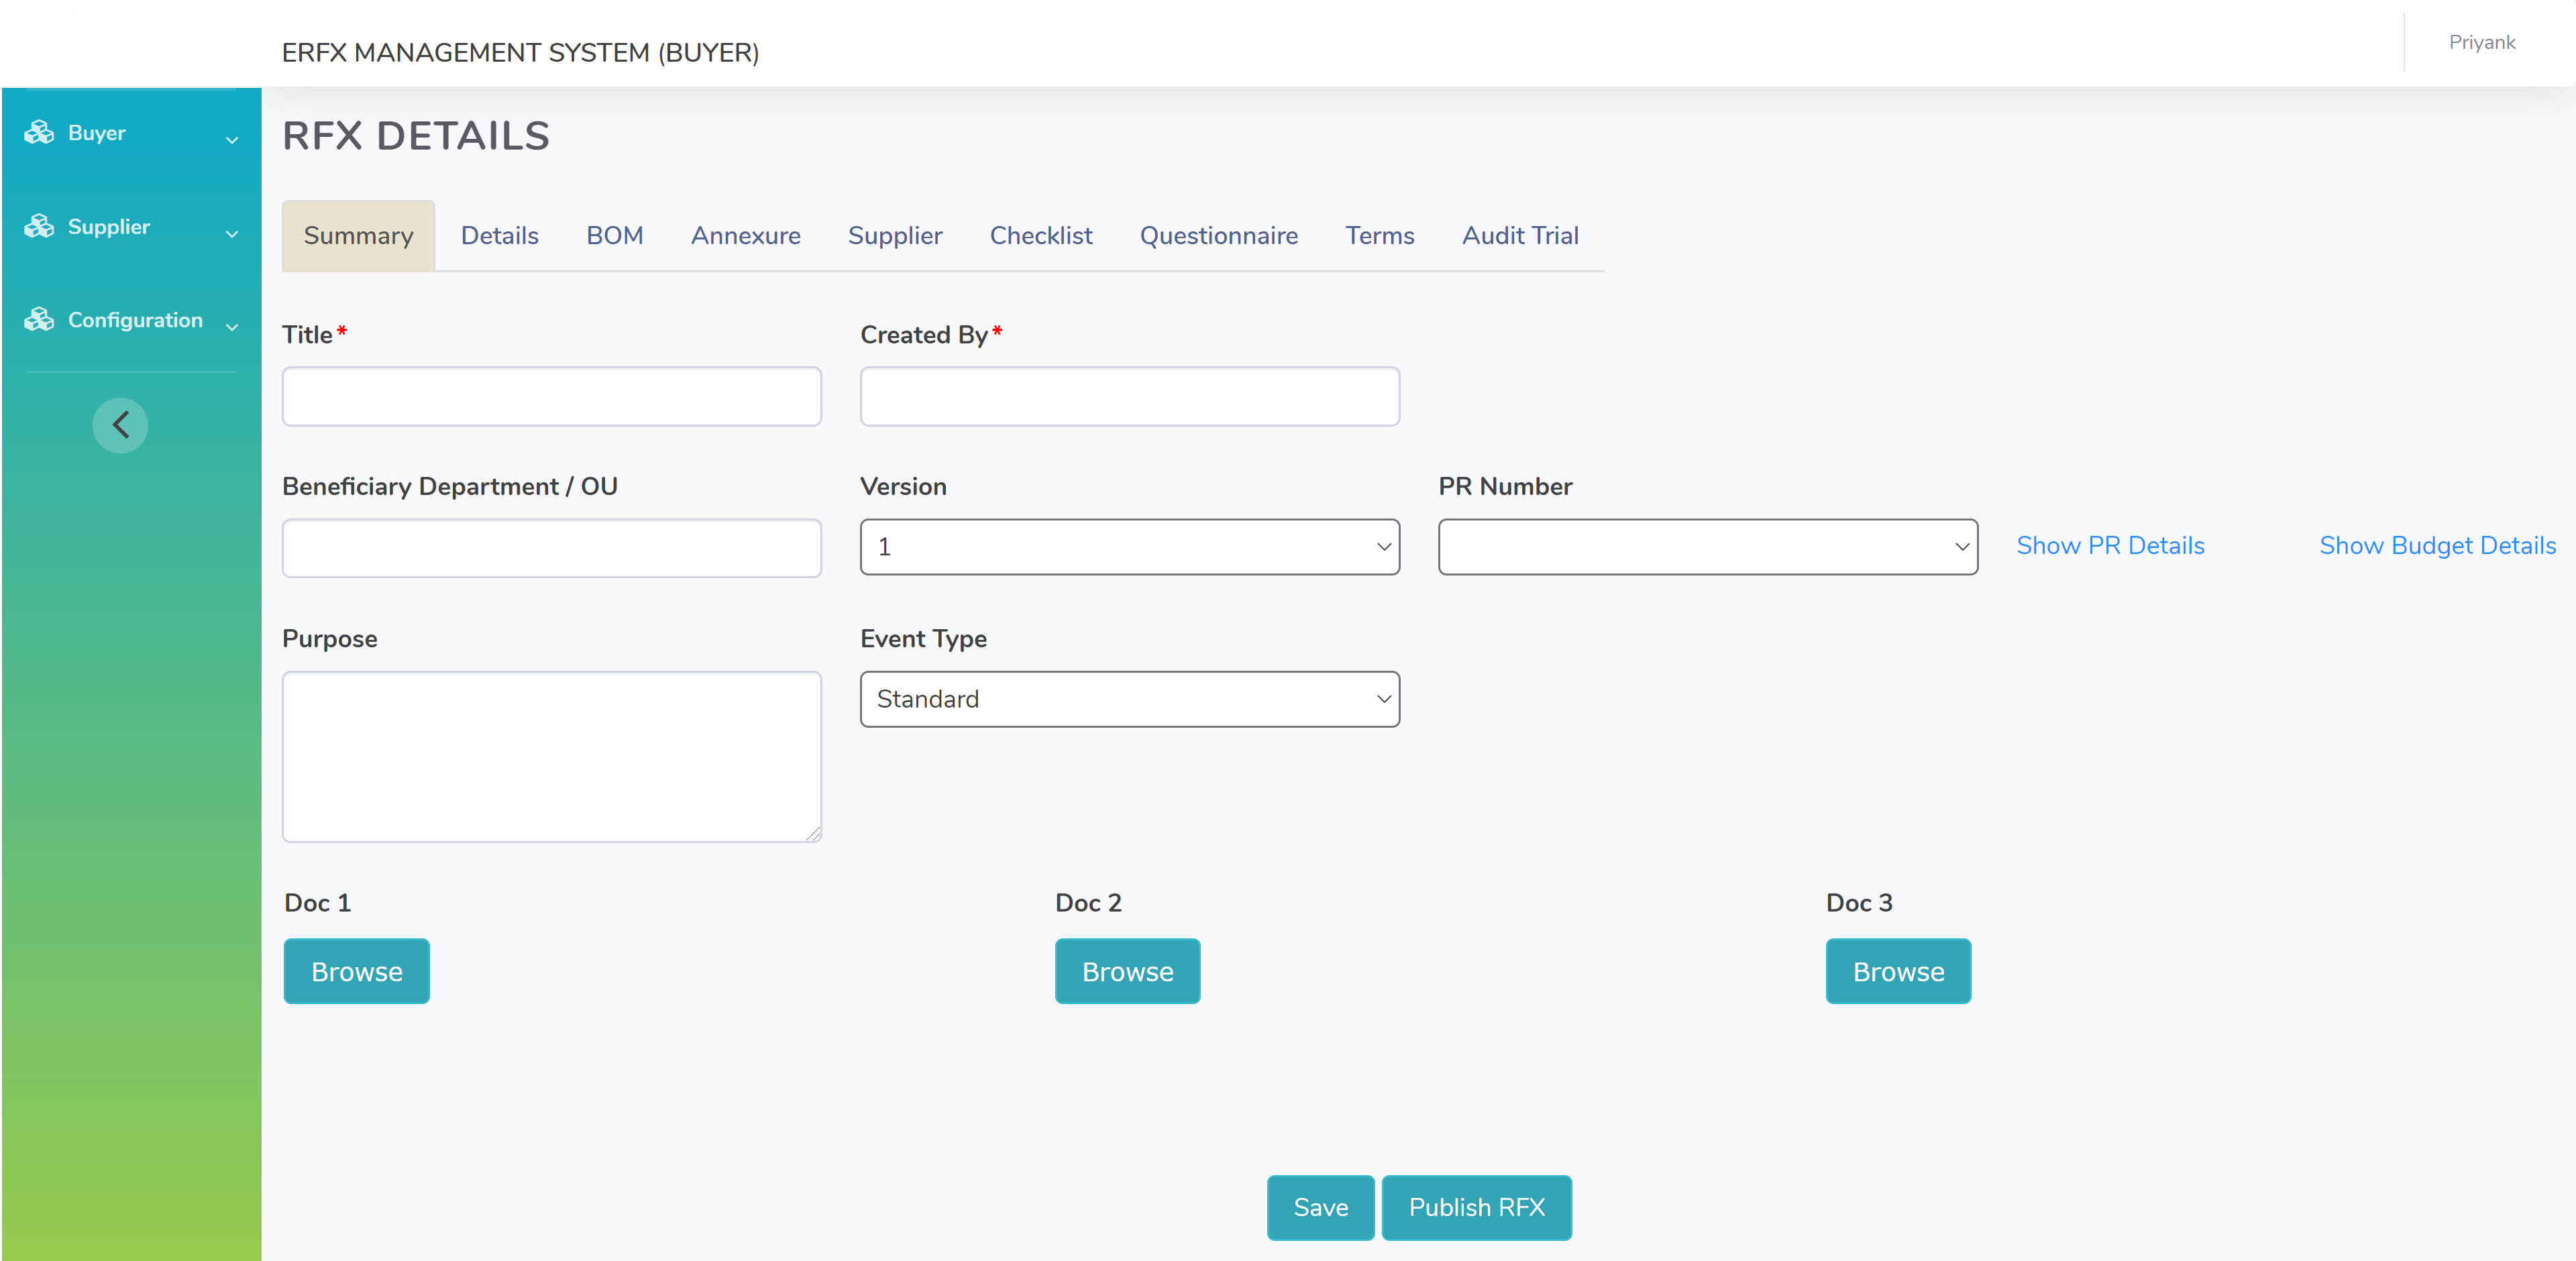 ERFX MANAGEMENT SYSTEM (BUYER)
Priyank
Buyer
Supplier
Configuration
RFX DETAILS
Summary Details BOM Annexure Supplier Checklist Questionnaire Terms Audit Trial
Title* Created By*
Beneficiary Department / OU Version PR Number
1 Show PR Details Show Budget Details
Purpose Event Type
Standard
Doc 1 Doc 2 Doc 3
Browse Browse Browse
Save Publish RFX